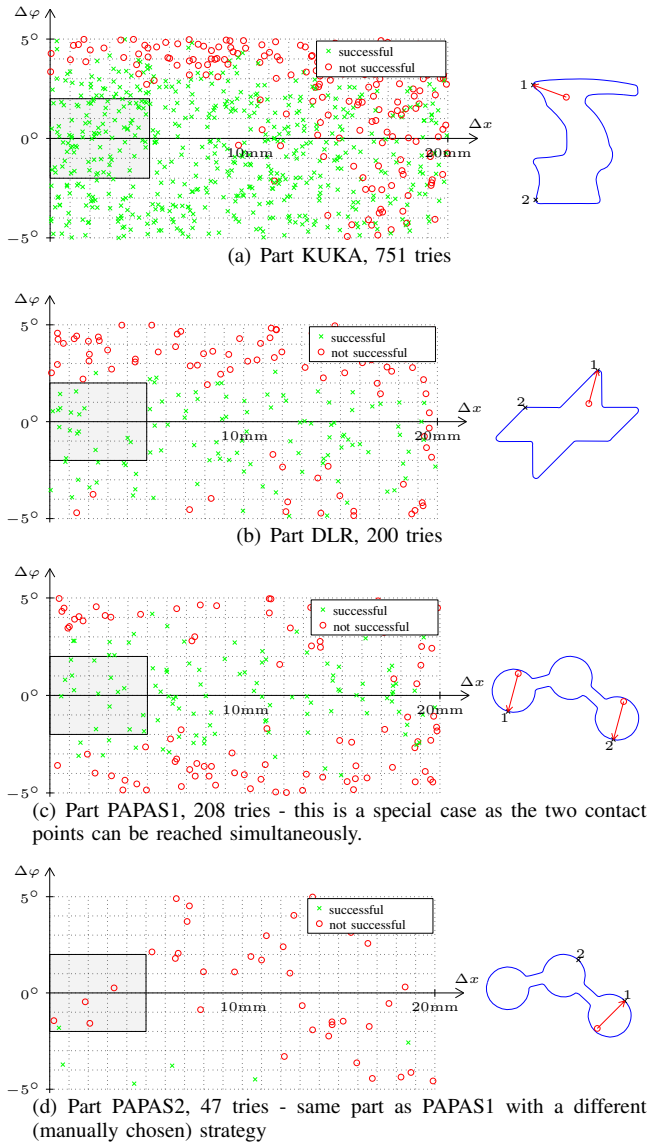 Δφ
5°
× successful
○ not successful
1
Δx
0°
10mm
20mm
2
−5°
(a) Part KUKA, 751 tries
Δφ
5°
× successful
○ not successful
1
2
Δx
0°
10mm
20mm
−5°
(b) Part DLR, 200 tries
Δφ
5°
× successful
○ not successful
Δx
0°
10mm
20mm
1
2
−5°
(c) Part PAPAS1, 208 tries - this is a special case as the two contact
points can be reached simultaneously.
Δφ
5°
× successful
○ not successful
2
Δx
1
0°
10mm
20mm
−5°
(d) Part PAPAS2, 47 tries - same part as PAPAS1 with a different
(manually chosen) strategy